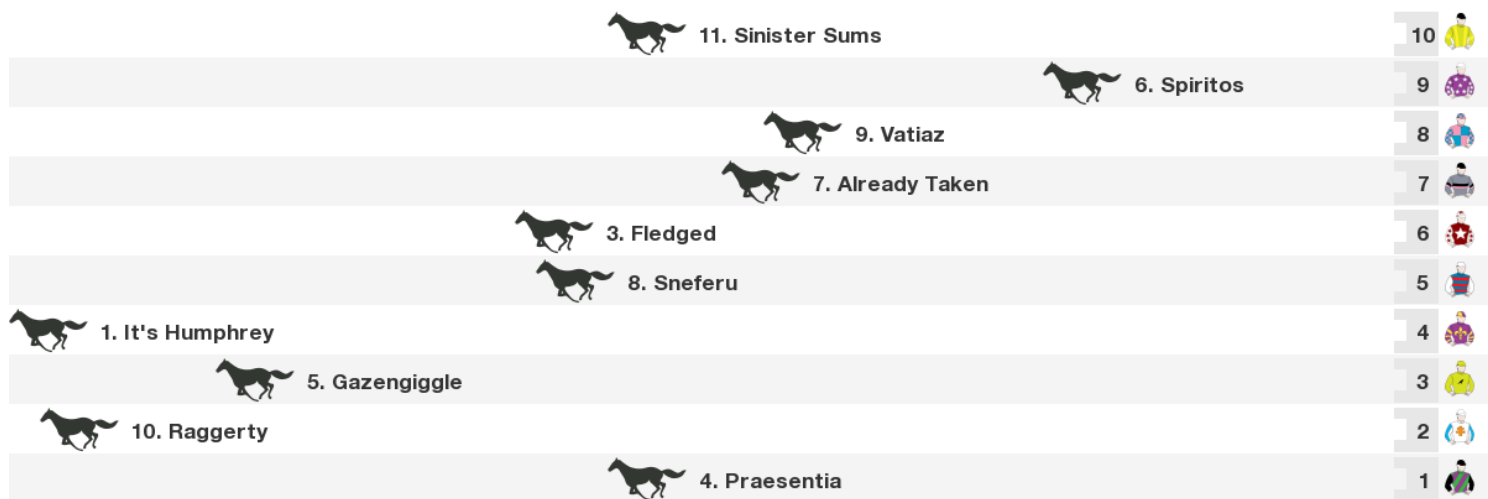 11. Sinister Sums 10
6. Spiritos 9
9. Vatiaz 8
7. Already Taken 7
3. Fledged 6
8. Sneferu 5
1. It's Humphrey 4
5. Gazengiggle 3
10. Raggerty 2
4. Praesentia 1